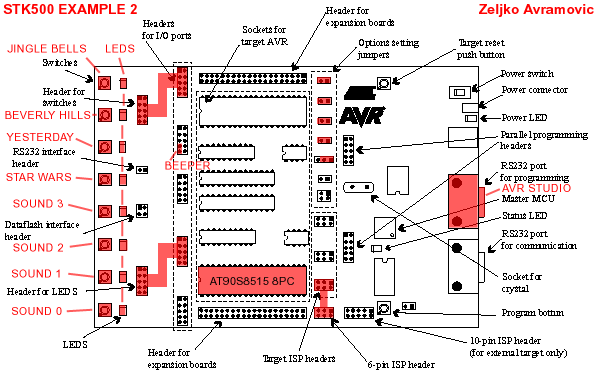 STK500 EXAMPLE 2
Zeljko Avramovic
Headers
for I/O ports
Sockets for
target AVR
Header for
expansion boards
Options setting
jumpers
Target reset
push button
JINGLE BELLS
LEDS
Switches
Power switch
Power connector
Header for
switches
BEVERLY HILLS
Power LED
AVR
YESTERDAY
Parallel programming
headers
RS232 interface
header
BEEPER
RS232 port
for programming
STAR WARS
AVR STUDIO
Master MCU
SOUND 3
Status LED
Dataflash interface
header
RS232 port
for communication
SOUND 2
SOUND 1
AT90S8515 8PC
Socket for
crystal
Header for LEDS
SOUND 0
Program button
LEDS
Header for
expansion boards
Target ISP headers
6-pin ISP header
10-pin ISP header
(for external target only)